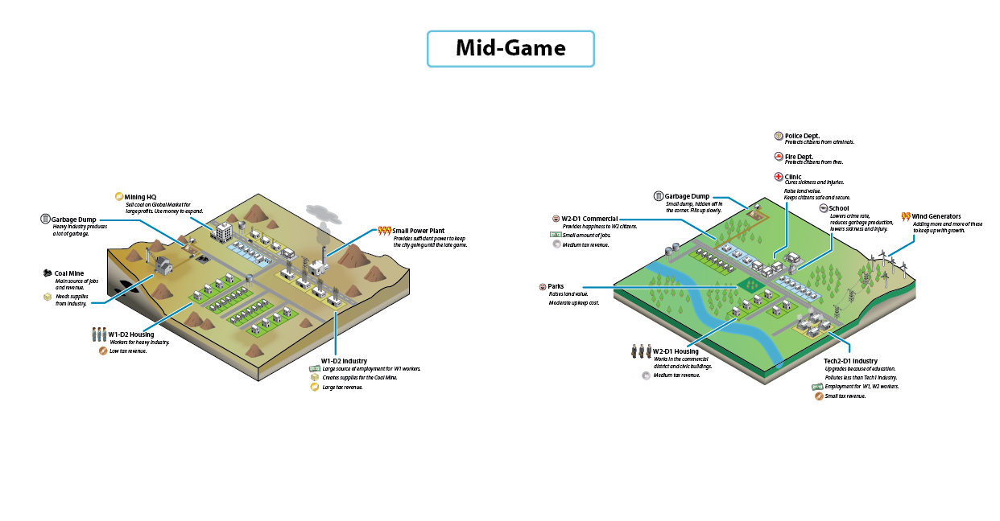 Mid-Game
Mining HQ
Sell coal on Global Market for
large profits. Use money to expand.
Garbage Dump
Heavy industry produces
a lot of garbage.
Small Power Plant
Provides sufficient power to keep
the city going until the late game.
Coal Mine
Main source of jobs
and revenue.
Needs supplies
from industry.
W1-D2 Housing
Workers for heavy industry.
Low tax revenue.
W1-D2 Industry
Large source of employment for W1 workers.
Creates supplies for the Coal Mine.
Large tax revenue.
Police Dept.
Protects citizens from criminals.
Fire Dept.
Protects citizens from fires.
Clinic
Cures sickness and injuries.
Raise land value.
Keeps citizens safe and secure.
Garbage Dump
Small dump, hidden off in
the corner. Fills up slowly.
School
Lowers crime rate,
reduces garbage production,
lowers sickness and injury.
Wind Generators
Adding more and more of these
to keep up with growth.
W2-D1 Commercial
Provides happiness to W2 citizens.
Small amount of jobs.
Medium tax revenue.
Parks
Raises land value.
Moderate upkeep cost.
W2-D1 Housing
Works in the commercial
district and civic buildings.
Medium tax revenue.
Tech2-D1 Industry
Upgrades because of education.
Pollutes less than Tech1 Industry.
Employment for W1, W2 workers.
Small tax revenue.